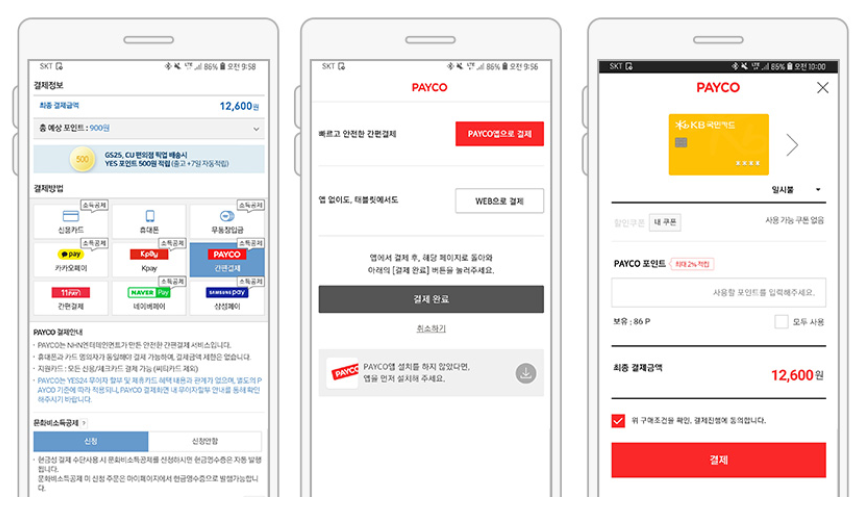 SKT
86% 오전 9:58
결제정보
최종 결제금액 12,600원
총 예상 포인트 : 900원
500
GS25, CU 편의점 픽업 배송시
YES 포인트 500원 적립 (출고 +7일 자동적립)
결제방법
소득공제
신용카드 휴대폰 무통장입금
소득공제 소득공제 소득공제
pay Kpay PAYCO
카카오페이 Kpay 간편결제
소득공제 소득공제
11PAY NAVER Pay SAMSUNG pay
간편결제 네이버페이 삼성페이
PAYCO 결제안내
- PAYCO는 NHN엔터테인먼트가 만든 안전한 간편결제 서비스입니다.
- 휴대폰과 카드 명의자가 동일해야 결제 가능하며, 결제금액 제한은 없습니다.
- 지원카드 : 모든 신용/체크카드 결제 가능 (씨티카드 제외)
- PAYCO는 YES24 무이자 할부 및 제휴카드 혜택 내용과 관계가 없으며, 별도의 P
AYCO 기준에 따라 적용되니, PAYCO 결제화면 내 무이자할부 안내를 통해 확인
해주시기 바랍니다.
문화비소득공제 >
신청 신청안함
- 현금성 결제 수단사용 시 문화비소득공제를 신청하시면 현금영수증은 자동 발행
됩니다.
문화비소득공제 미 신청 주문은 마이페이지에서 현금영수증으로 발행가능합니
다.
SKT
86% 오전 9:56
PAYCO
빠르고 안전한 간편결제 PAYCO앱으로 결제
앱 없이도, 태블릿에서도 WEB으로 결제
앱에서 결제 후, 해당 페이지로 돌아와
아래의 [결제 완료] 버튼을 눌러주세요.
결제 완료
취소하기
PAYCO
PAYCO앱 설치를 하지 않았다면,
앱을 먼저 설치해 주세요.
SKT
86% 오전 10:00
PAYCO
KB국민카드
일시불
할인쿠폰 내 쿠폰 사용 가능 쿠폰 없음
PAYCO 포인트 최대 2% 적립
사용할 포인트를 입력해주세요.
보유 : 86 P 모두 사용
최종 결제금액
12,600원
위 구매조건을 확인, 결제진행에 동의합니다.
결제